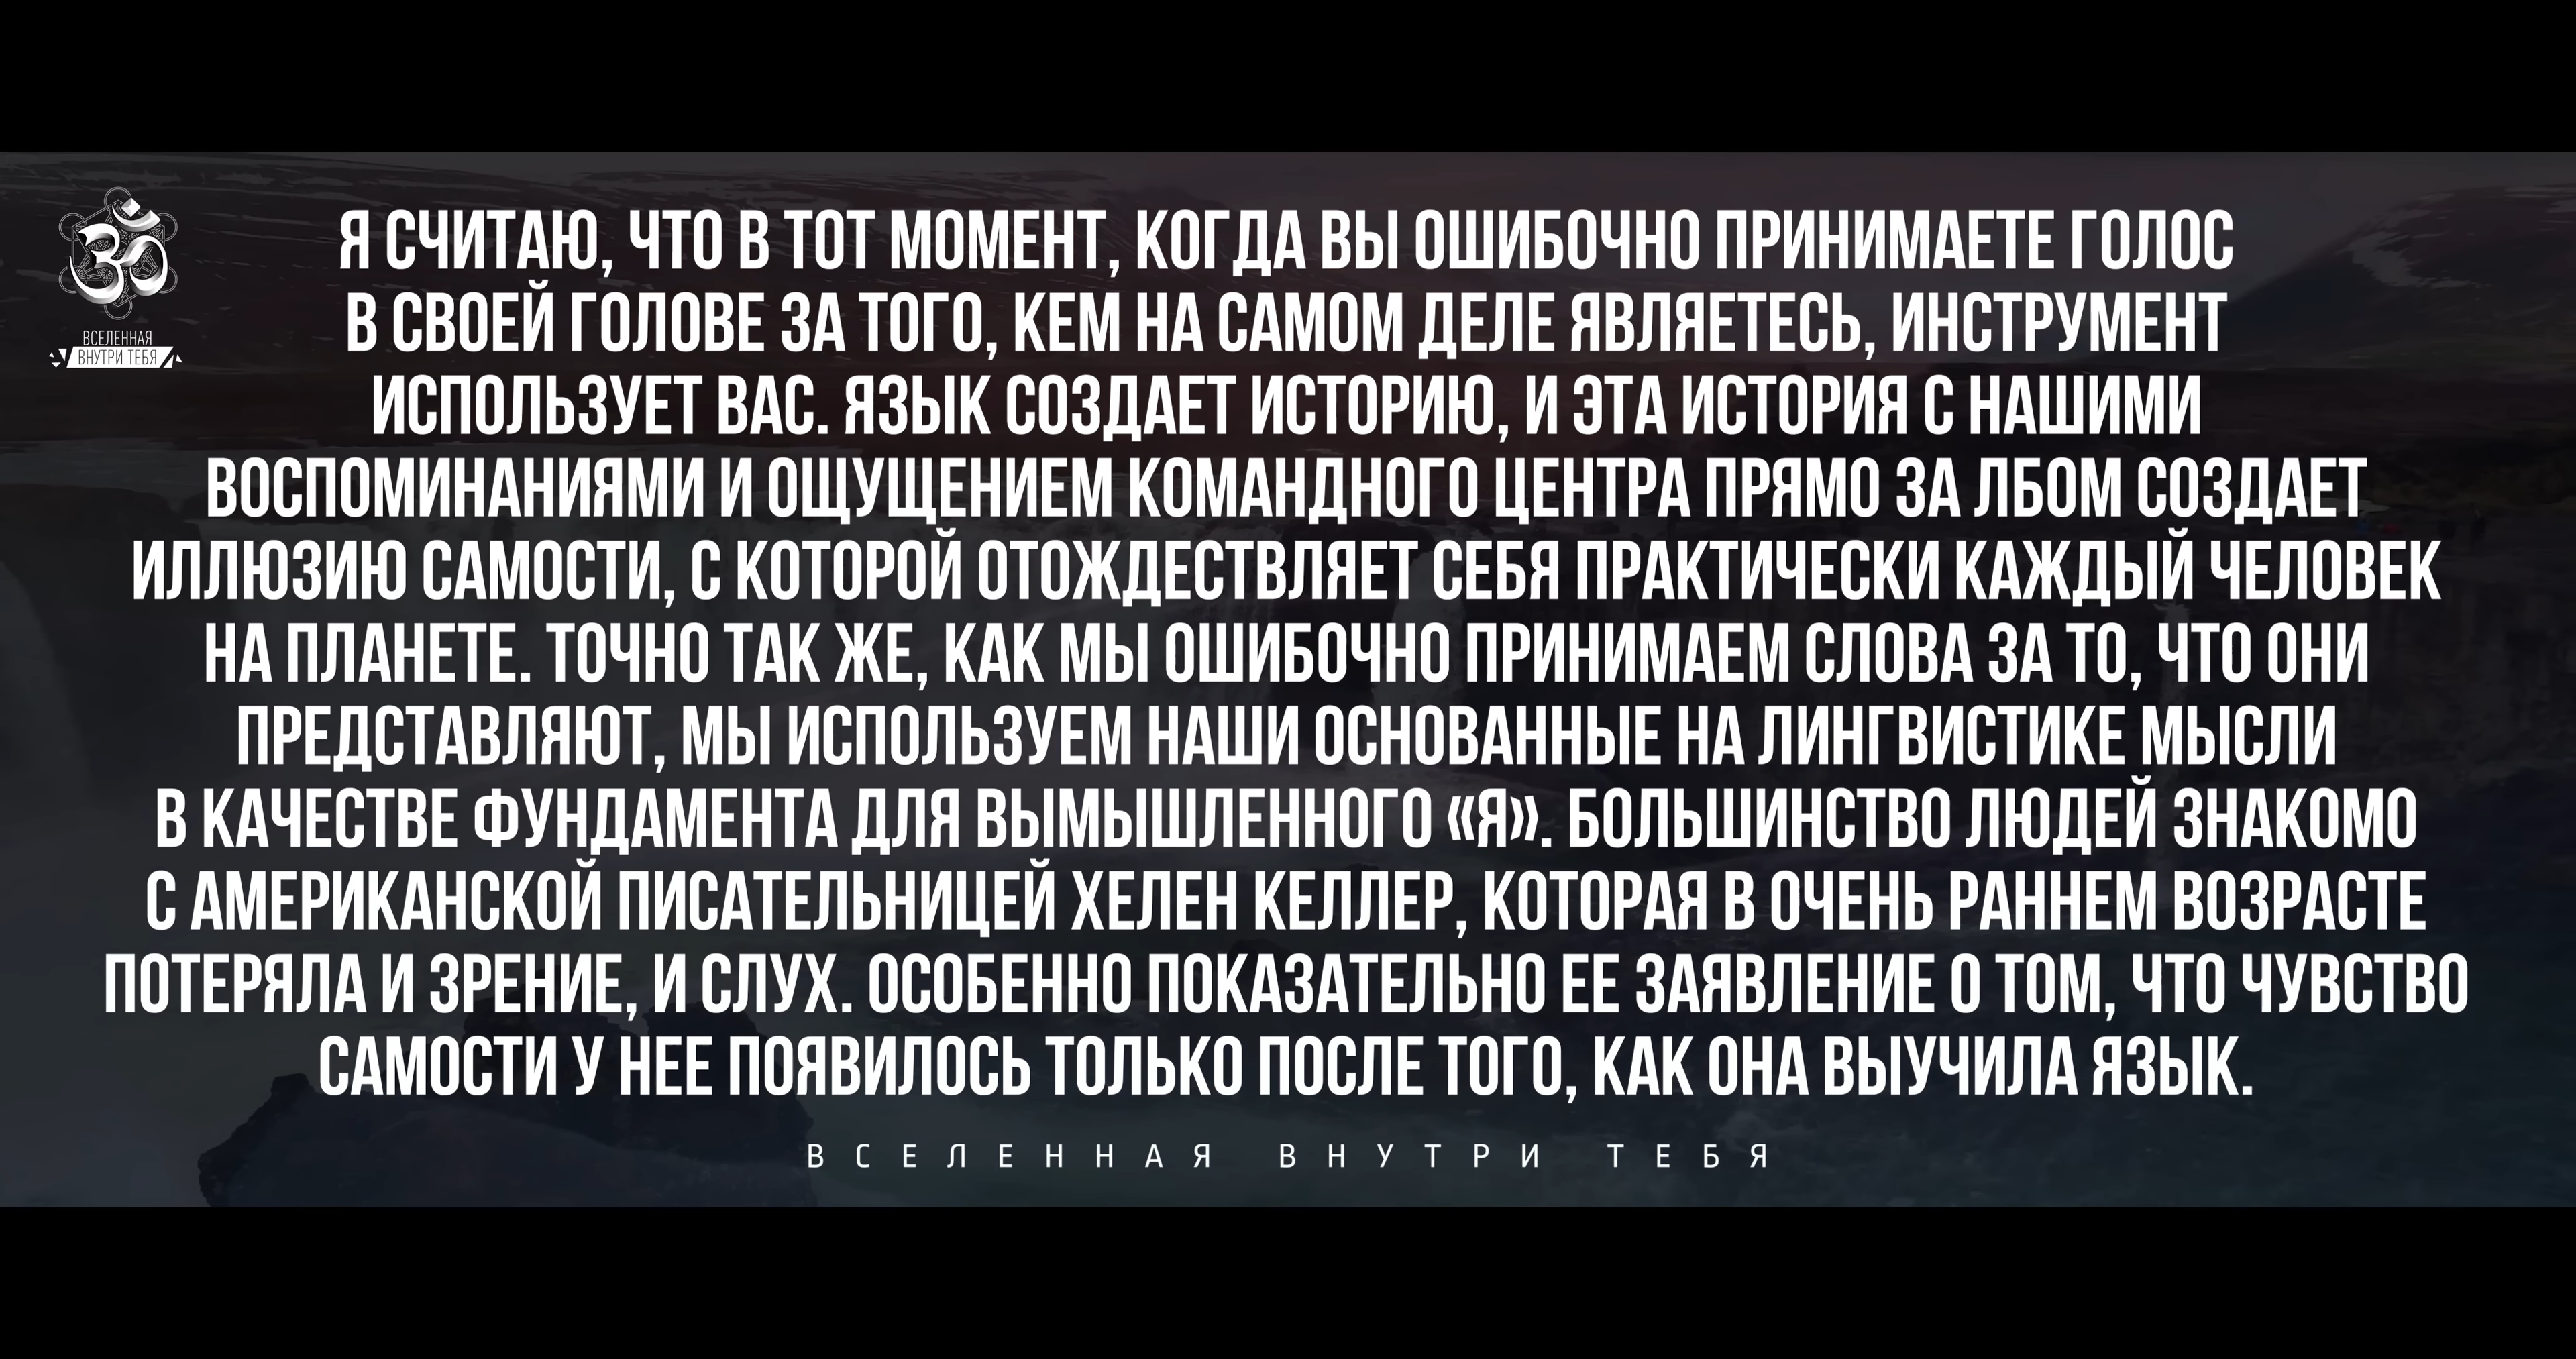 ВСЕЛЕННАЯ
ВНУТРИ ТЕБЯ
Я СЧИТАЮ, ЧТО В ТОТ МОМЕНТ, КОГДА ВЫ ОШИБОЧНО ПРИНИМАЕТЕ ГОЛОС
В СВОЕЙ ГОЛОВЕ ЗА ТОГО, КЕМ НА САМОМ ДЕЛЕ ЯВЛЯЕТЕСЬ, ИНСТРУМЕНТ
ИСПОЛЬЗУЕТ ВАС. ЯЗЫК СОЗДАЕТ ИСТОРИЮ, И ЭТА ИСТОРИЯ С НАШИМИ
ВОСПОМИНАНИЯМИ И ОЩУЩЕНИЕМ КОМАНДНОГО ЦЕНТРА ПРЯМО ЗА ЛБОМ СОЗДАЕТ
ИЛЛЮЗИЮ САМОСТИ, С КОТОРОЙ ОТОЖДЕСТВЛЯЕТ СЕБЯ ПРАКТИЧЕСКИ КАЖДЫЙ ЧЕЛОВЕК
НА ПЛАНЕТЕ. ТОЧНО ТАК ЖЕ, КАК МЫ ОШИБОЧНО ПРИНИМАЕМ СЛОВА ЗА ТО, ЧТО ОНИ
ПРЕДСТАВЛЯЮТ, МЫ ИСПОЛЬЗУЕМ НАШИ ОСНОВАННЫЕ НА ЛИНГВИСТИКЕ МЫСЛИ
В КАЧЕСТВЕ ФУНДАМЕНТА ДЛЯ ВЫМЫШЛЕННОГО «Я». БОЛЬШИНСТВО ЛЮДЕЙ ЗНАКОМО
С АМЕРИКАНСКОЙ ПИСАТЕЛЬНИЦЕЙ ХЕЛЕН КЕЛЛЕР, КОТОРАЯ В ОЧЕНЬ РАННЕМ ВОЗРАСТЕ
ПОТЕРЯЛА И ЗРЕНИЕ, И СЛУХ. ОСОБЕННО ПОКАЗАТЕЛЬНО ЕЕ ЗАЯВЛЕНИЕ О ТОМ, ЧТО ЧУВСТВО
САМОСТИ У НЕЕ ПОЯВИЛОСЬ ТОЛЬКО ПОСЛЕ ТОГО, КАК ОНА ВЫУЧИЛА ЯЗЫК.
ВСЕЛЕННАЯ ВНУТРИ ТЕБЯ